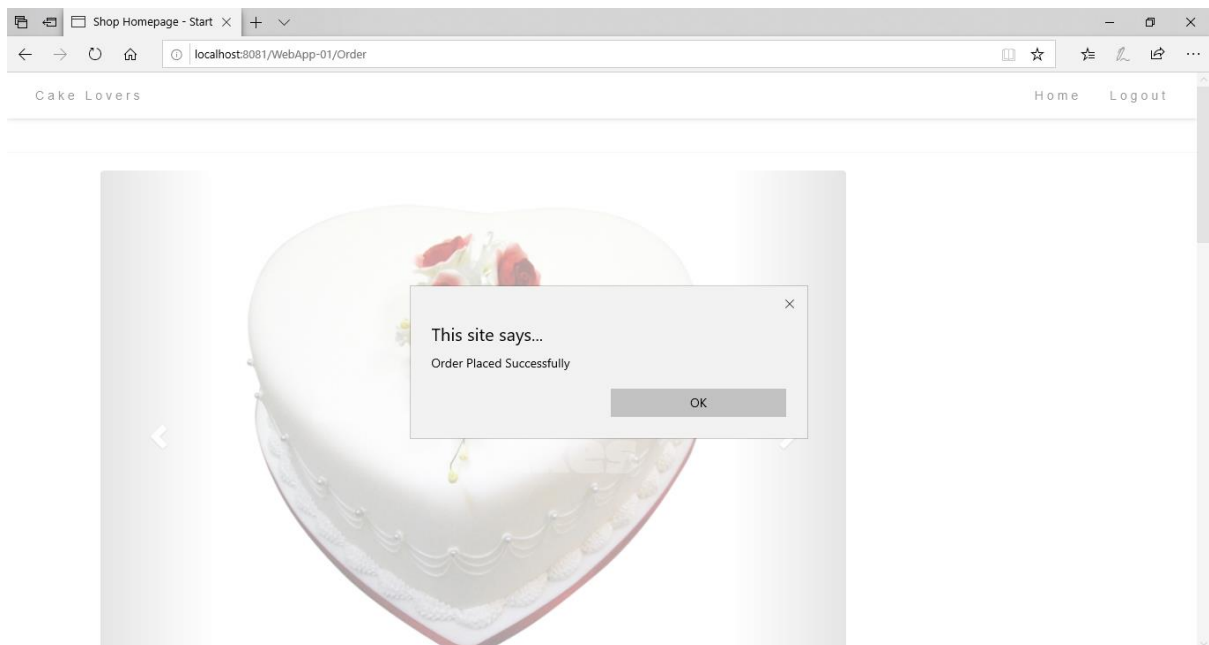 Shop Homepage - Start
localhost:8081/WebApp-01/Order
Cake Lovers
Home Logout
This site says...
Order Placed Successfully
OK